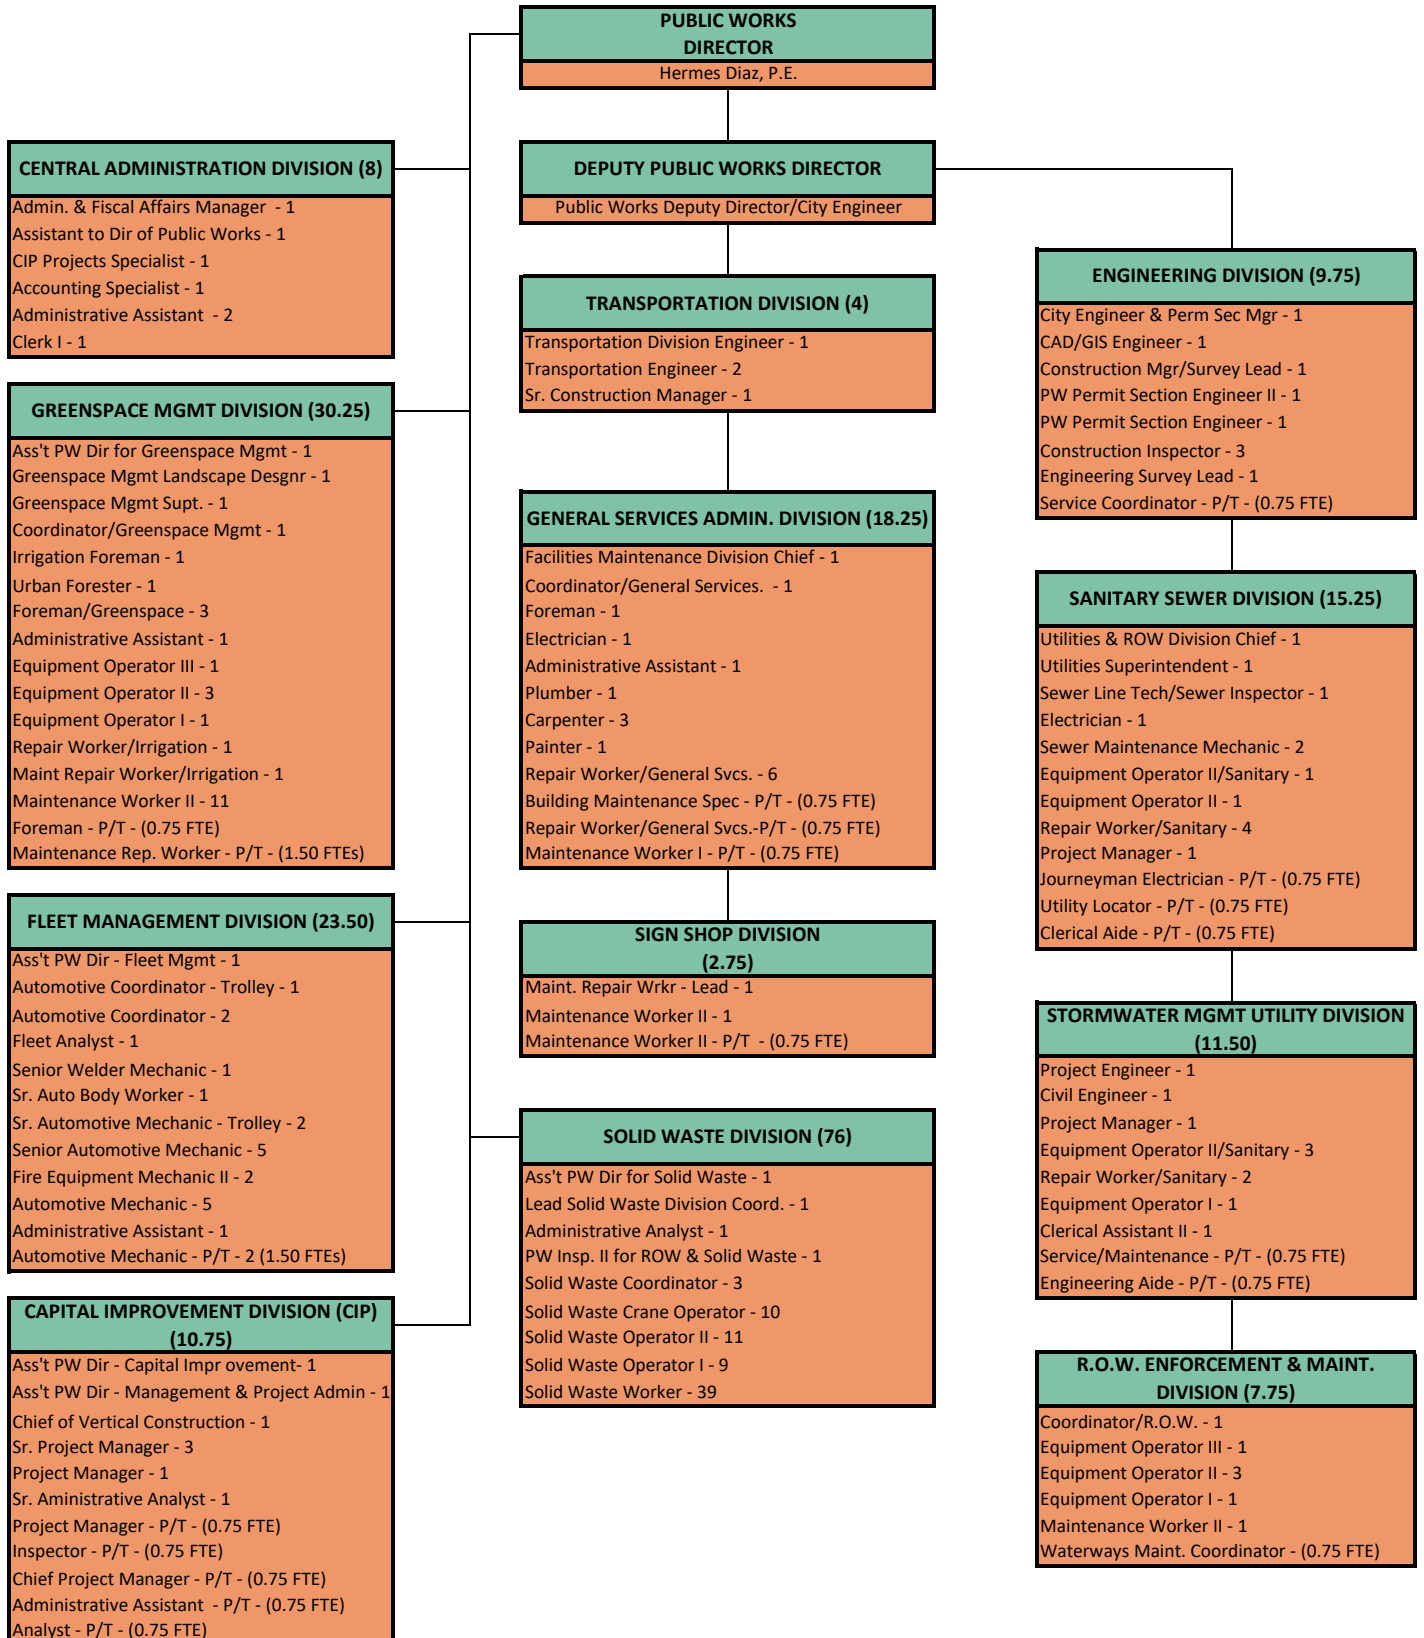 PUBLIC WORKS
DIRECTOR
Hermes Diaz, P.E.
CENTRAL ADMINISTRATION DIVISION (8)
Admin. & Fiscal Affairs Manager - 1
Assistant to Dir of Public Works - 1
CIP Projects Specialist - 1
Accounting Specialist - 1
Administrative Assistant - 2
Clerk I - 1
GREENSPACE MGMT DIVISION (30.25)
Ass't PW Dir for Greenspace Mgmt - 1
Greenspace Mgmt Landscape Desgnr - 1
Greenspace Mgmt Supt. - 1
Coordinator/Greenspace Mgmt - 1
Irrigation Foreman - 1
Urban Forester - 1
Foreman/Greenspace - 3
Administrative Assistant - 1
Equipment Operator III - 1
Equipment Operator II - 3
Equipment Operator I - 1
Repair Worker/Irrigation - 1
Maint Repair Worker/Irrigation - 1
Maintenance Worker II - 11
Foreman - P/T - (0.75 FTE)
Maintenance Rep. Worker - P/T - (1.50 FTEs)
FLEET MANAGEMENT DIVISION (23.50)
Ass't PW Dir - Fleet Mgmt - 1
Automotive Coordinator - Trolley - 1
Automotive Coordinator - 2
Fleet Analyst - 1
Senior Welder Mechanic - 1
Sr. Auto Body Worker - 1
Sr. Automotive Mechanic - Trolley - 2
Senior Automotive Mechanic - 5
Fire Equipment Mechanic II - 2
Automotive Mechanic - 5
Administrative Assistant - 1
Automotive Mechanic - P/T - 2 (1.50 FTEs)
CAPITAL IMPROVEMENT DIVISION (CIP)
(10.75)
Ass't PW Dir - Capital Impr ovement- 1
Ass't PW Dir - Management & Project Admin - 1
Chief of Vertical Construction - 1
Sr. Project Manager - 3
Project Manager - 1
Sr. Aministrative Analyst - 1
Project Manager - P/T - (0.75 FTE)
Inspector - P/T - (0.75 FTE)
Chief Project Manager - P/T - (0.75 FTE)
Administrative Assistant - P/T - (0.75 FTE)
Analyst - P/T - (0.75 FTE)
DEPUTY PUBLIC WORKS DIRECTOR
Public Works Deputy Director/City Engineer
TRANSPORTATION DIVISION (4)
Transportation Division Engineer - 1
Transportation Engineer - 2
Sr. Construction Manager - 1
GENERAL SERVICES ADMIN. DIVISION (18.25)
Facilities Maintenance Division Chief - 1
Coordinator/General Services. - 1
Foreman - 1
Electrician - 1
Administrative Assistant - 1
Plumber - 1
Carpenter - 3
Painter - 1
Repair Worker/General Svcs. - 6
Building Maintenance Spec - P/T - (0.75 FTE)
Repair Worker/General Svcs.-P/T - (0.75 FTE)
Maintenance Worker I - P/T - (0.75 FTE)
SIGN SHOP DIVISION
(2.75)
Maint. Repair Wrkr - Lead - 1
Maintenance Worker II - 1
Maintenance Worker II - P/T - (0.75 FTE)
SOLID WASTE DIVISION (76)
Ass't PW Dir for Solid Waste - 1
Lead Solid Waste Division Coord. - 1
Administrative Analyst - 1
PW Insp. II for ROW & Solid Waste - 1
Solid Waste Coordinator - 3
Solid Waste Crane Operator - 10
Solid Waste Operator II - 11
Solid Waste Operator I - 9
Solid Waste Worker - 39
ENGINEERING DIVISION (9.75)
City Engineer & Perm Sec Mgr - 1
CAD/GIS Engineer - 1
Construction Mgr/Survey Lead - 1
PW Permit Section Engineer II - 1
PW Permit Section Engineer - 1
Construction Inspector - 3
Engineering Survey Lead - 1
Service Coordinator - P/T - (0.75 FTE)
SANITARY SEWER DIVISION (15.25)
Utilities & ROW Division Chief - 1
Utilities Superintendent - 1
Sewer Line Tech/Sewer Inspector - 1
Electrician - 1
Sewer Maintenance Mechanic - 2
Equipment Operator II/Sanitary - 1
Equipment Operator II - 1
Repair Worker/Sanitary - 4
Project Manager - 1
Journeyman Electrician - P/T - (0.75 FTE)
Utility Locator - P/T - (0.75 FTE)
Clerical Aide - P/T - (0.75 FTE)
STORMWATER MGMT UTILITY DIVISION
(11.50)
Project Engineer - 1
Civil Engineer - 1
Project Manager - 1
Equipment Operator II/Sanitary - 3
Repair Worker/Sanitary - 2
Equipment Operator I - 1
Clerical Assistant II - 1
Service/Maintenance - P/T - (0.75 FTE)
Engineering Aide - P/T - (0.75 FTE)
R.O.W. ENFORCEMENT & MAINT.
DIVISION (7.75)
Coordinator/R.O.W. - 1
Equipment Operator III - 1
Equipment Operator II - 3
Equipment Operator I - 1
Maintenance Worker II - 1
Waterways Maint. Coordinator - (0.75 FTE)